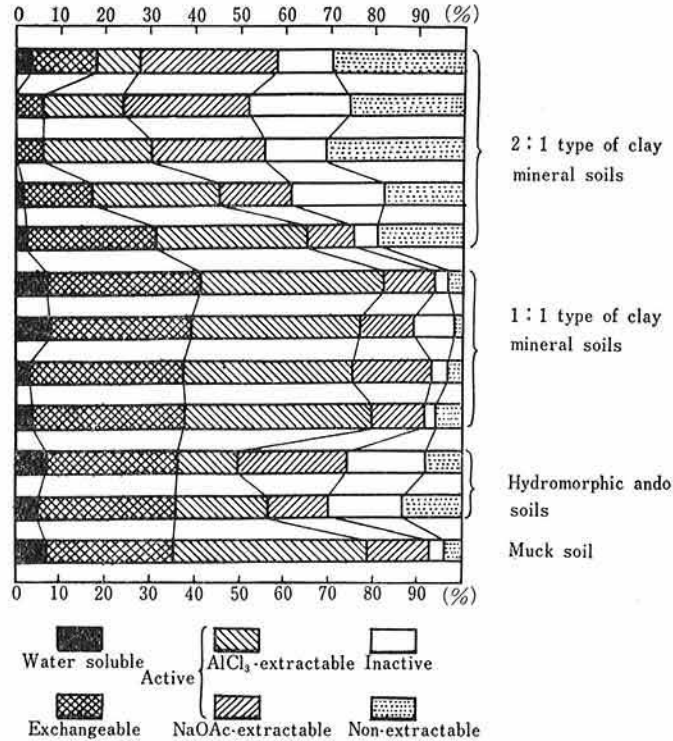 0 10 20 30 40 50 60 70 80 90 (%)
2:1 type of clay
mineral soils
1:1 type of clay
mineral soils
Hydromorphic ando
soils
Muck soil
0 10 20 30 40 50 60 70 80 90 (%)
Water soluble
Active
AlCl₃-extractable
Inactive
Exchangeable
NaOAc-extractable
Non-extractable